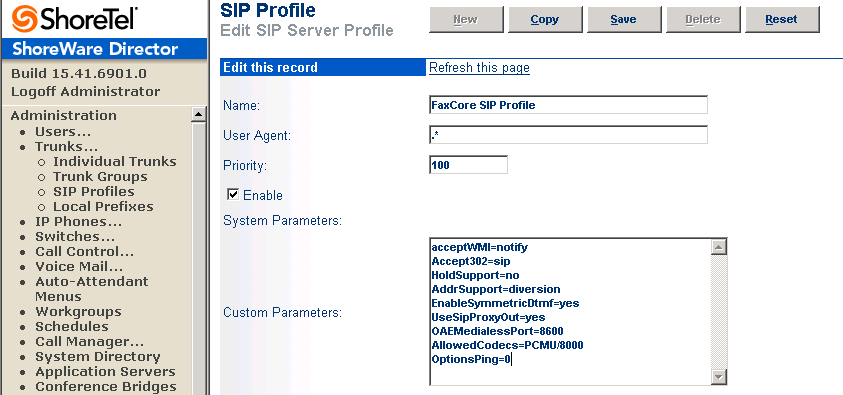 ShoreTel
ShoreWare Director
Build 15.41.6901.0
Logoff Administrator
Administration
Users...
Trunks...
Individual Trunks
Trunk Groups
SIP Profiles
Local Prefixes
IP Phones...
Switches...
Call Control...
Voice Mail...
Auto-Attendant
Menus
Workgroups
Schedules
Call Manager...
System Directory
Application Servers
Conference Bridges
SIP Profile
Edit SIP Server Profile
New
Copy
Save
Delete
Reset
Edit this record
Refresh this page
Name:
FaxCore SIP Profile
User Agent:
.*
Priority:
100
Enable
System Parameters:
Custom Parameters:
acceptWMI=notify
Accept302=sip
HoldSupport=no
AddrSupport=diversion
EnableSymmetricDtmf=yes
UseSipProxyOut=yes
OAEMedialessPort=8600
AllowedCodecs=PCMU/8000
OptionsPing=0